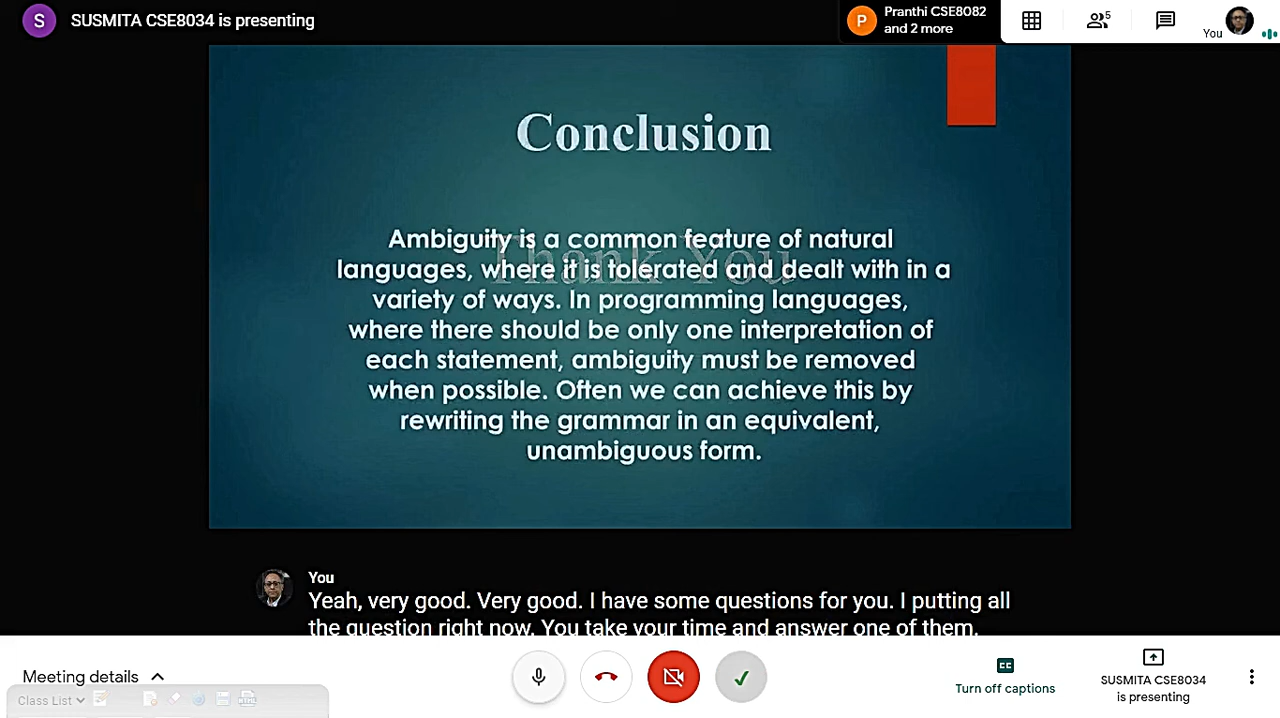 S
SUSMITA CSE8034 is presenting
P
Pranthi CSE8082
and 2 more
5
You
Conclusion
Thank You
Ambiguity is a common feature of natural
languages, where it is tolerated and dealt with in a
variety of ways. In programming languages,
where there should be only one interpretation of
each statement, ambiguity must be removed
when possible. Often we can achieve this by
rewriting the grammar in an equivalent,
unambiguous form.
You
Yeah, very good. Very good. I have some questions for you. I putting all
the question right now. You take your time and answer one of them.
Meeting details
Class List
CC
Turn off captions
SUSMITA CSE8034
is presenting